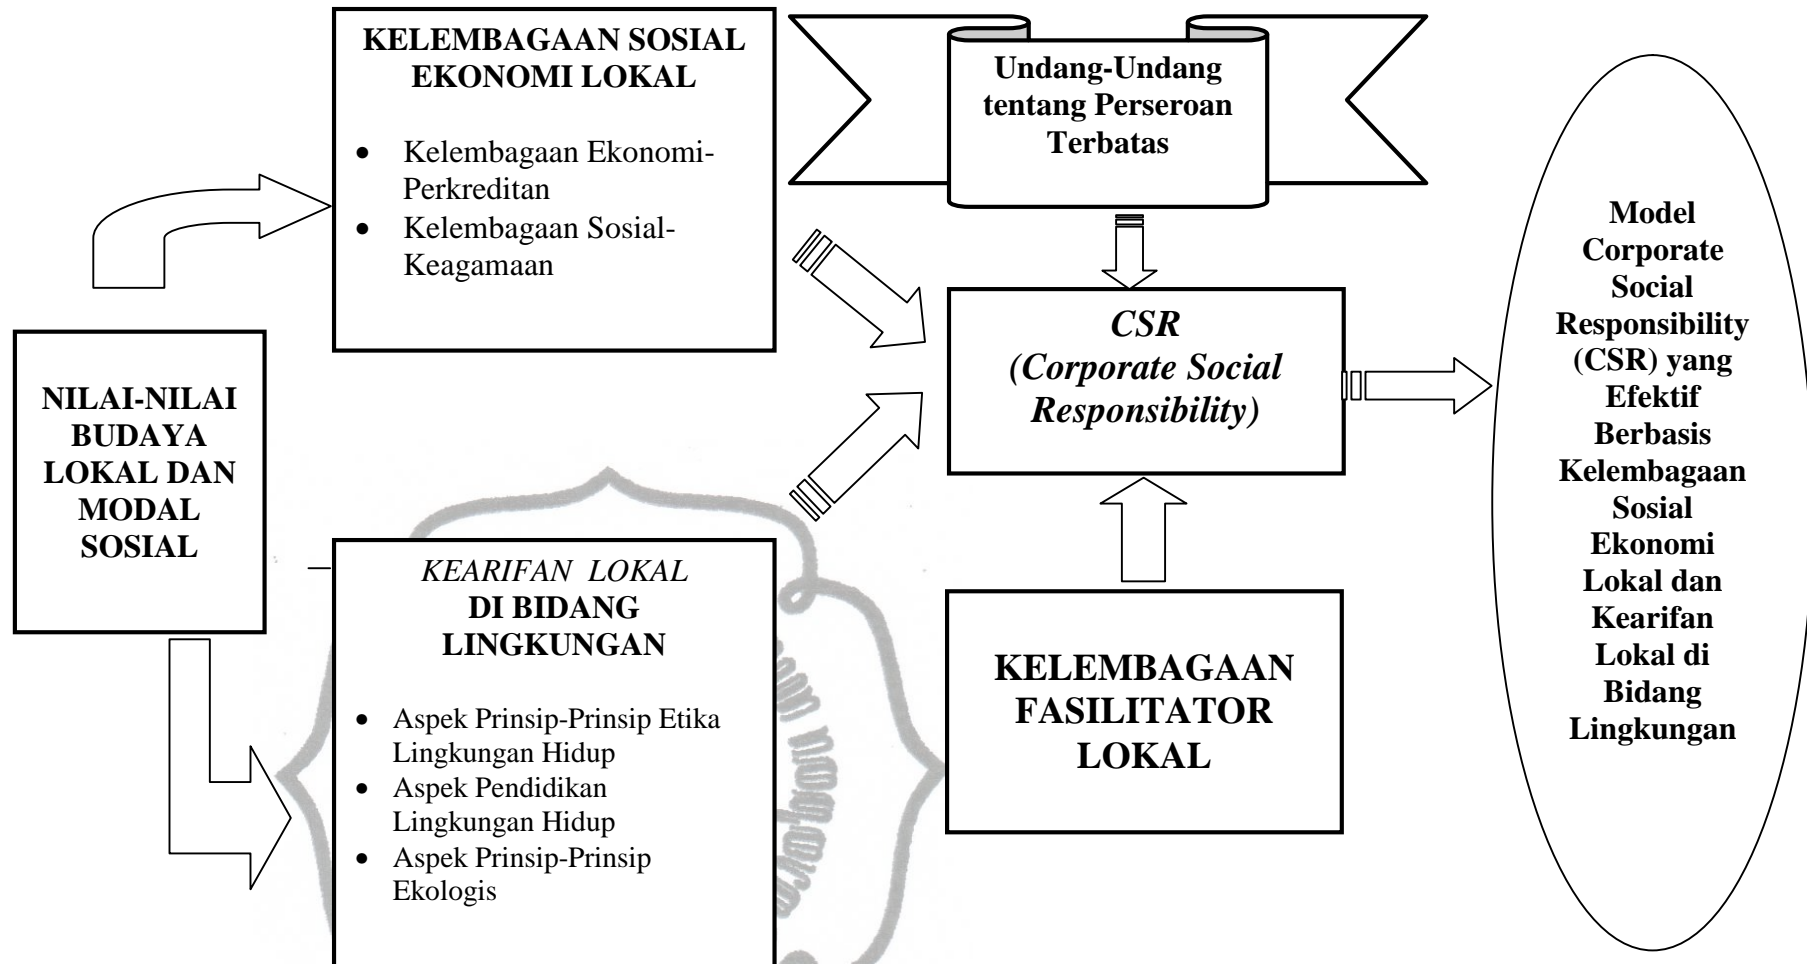 KELEMBAGAAN SOSIAL
EKONOMI LOKAL
• Kelembagaan Ekonomi-
Perkreditan
• Kelembagaan Sosial-
Keagamaan
Undang-Undang
tentang Perseroan
Terbatas
NILAI-NILAI
BUDAYA
LOKAL DAN
MODAL
SOSIAL
KEARIFAN LOKAL
DI BIDANG
LINGKUNGAN
• Aspek Prinsip-Prinsip Etika
Lingkungan Hidup
• Aspek Pendidikan
Lingkungan Hidup
• Aspek Prinsip-Prinsip
Ekologis
CSR
(Corporate Social
Responsibility)
KELEMBAGAAN
FASILITATOR
LOKAL
Model
Corporate
Social
Responsibility
(CSR) yang
Efektif
Berbasis
Kelembagaan
Sosial
Ekonomi
Lokal dan
Kearifan
Lokal di
Bidang
Lingkungan